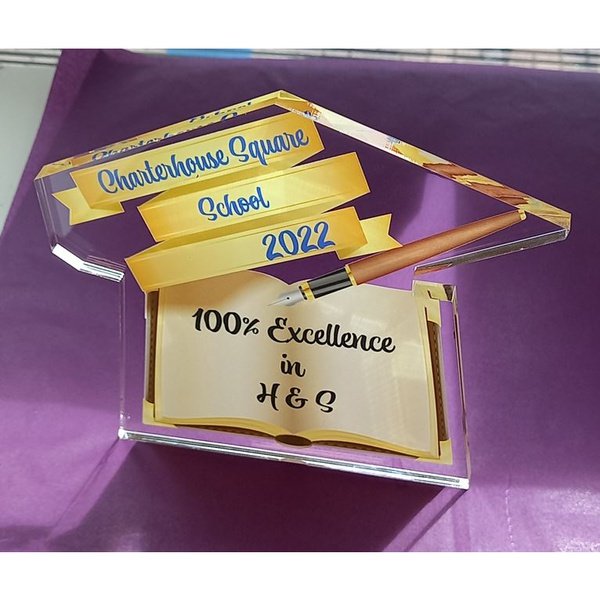 Charterhouse Square
School
2022
100% Excellence
in
H & S